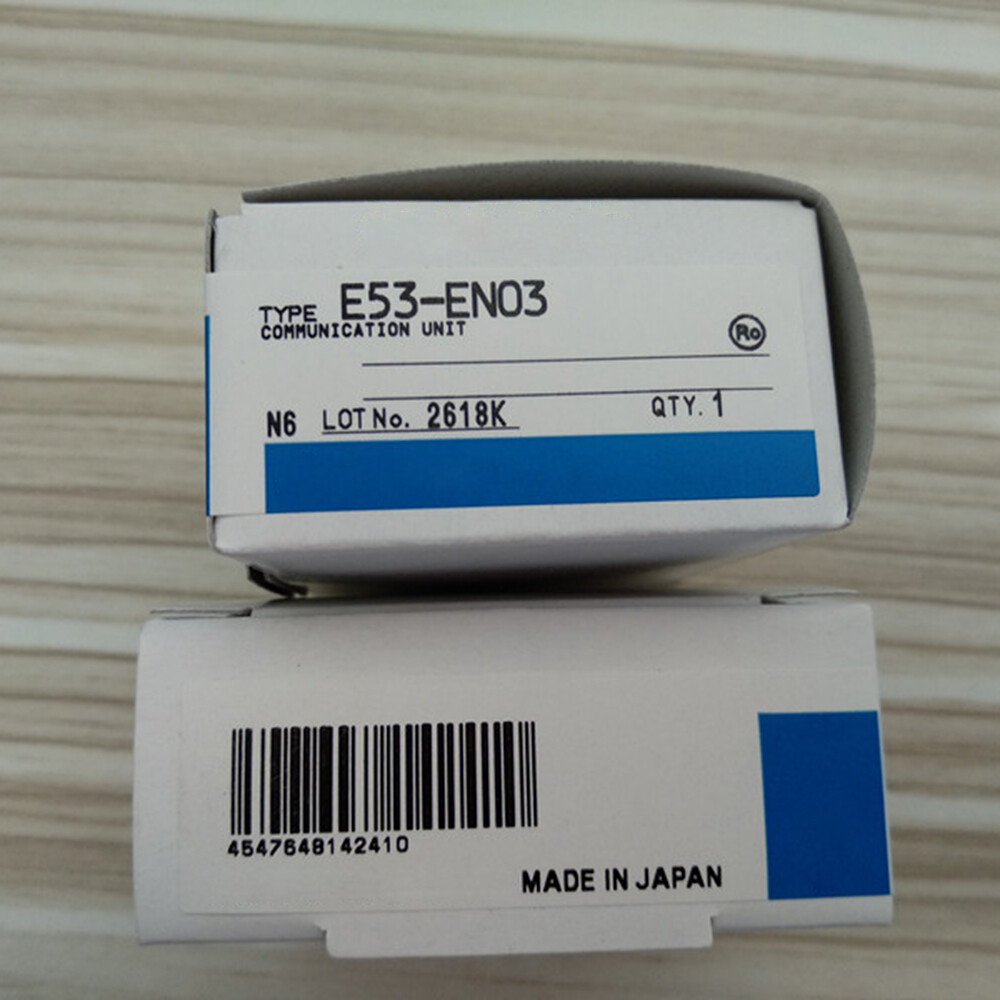 TYPE E53-EN03
COMMUNICATION UNIT
Ro
N6 LOT No. 2618K QTY. 1
4547648142410
MADE IN JAPAN